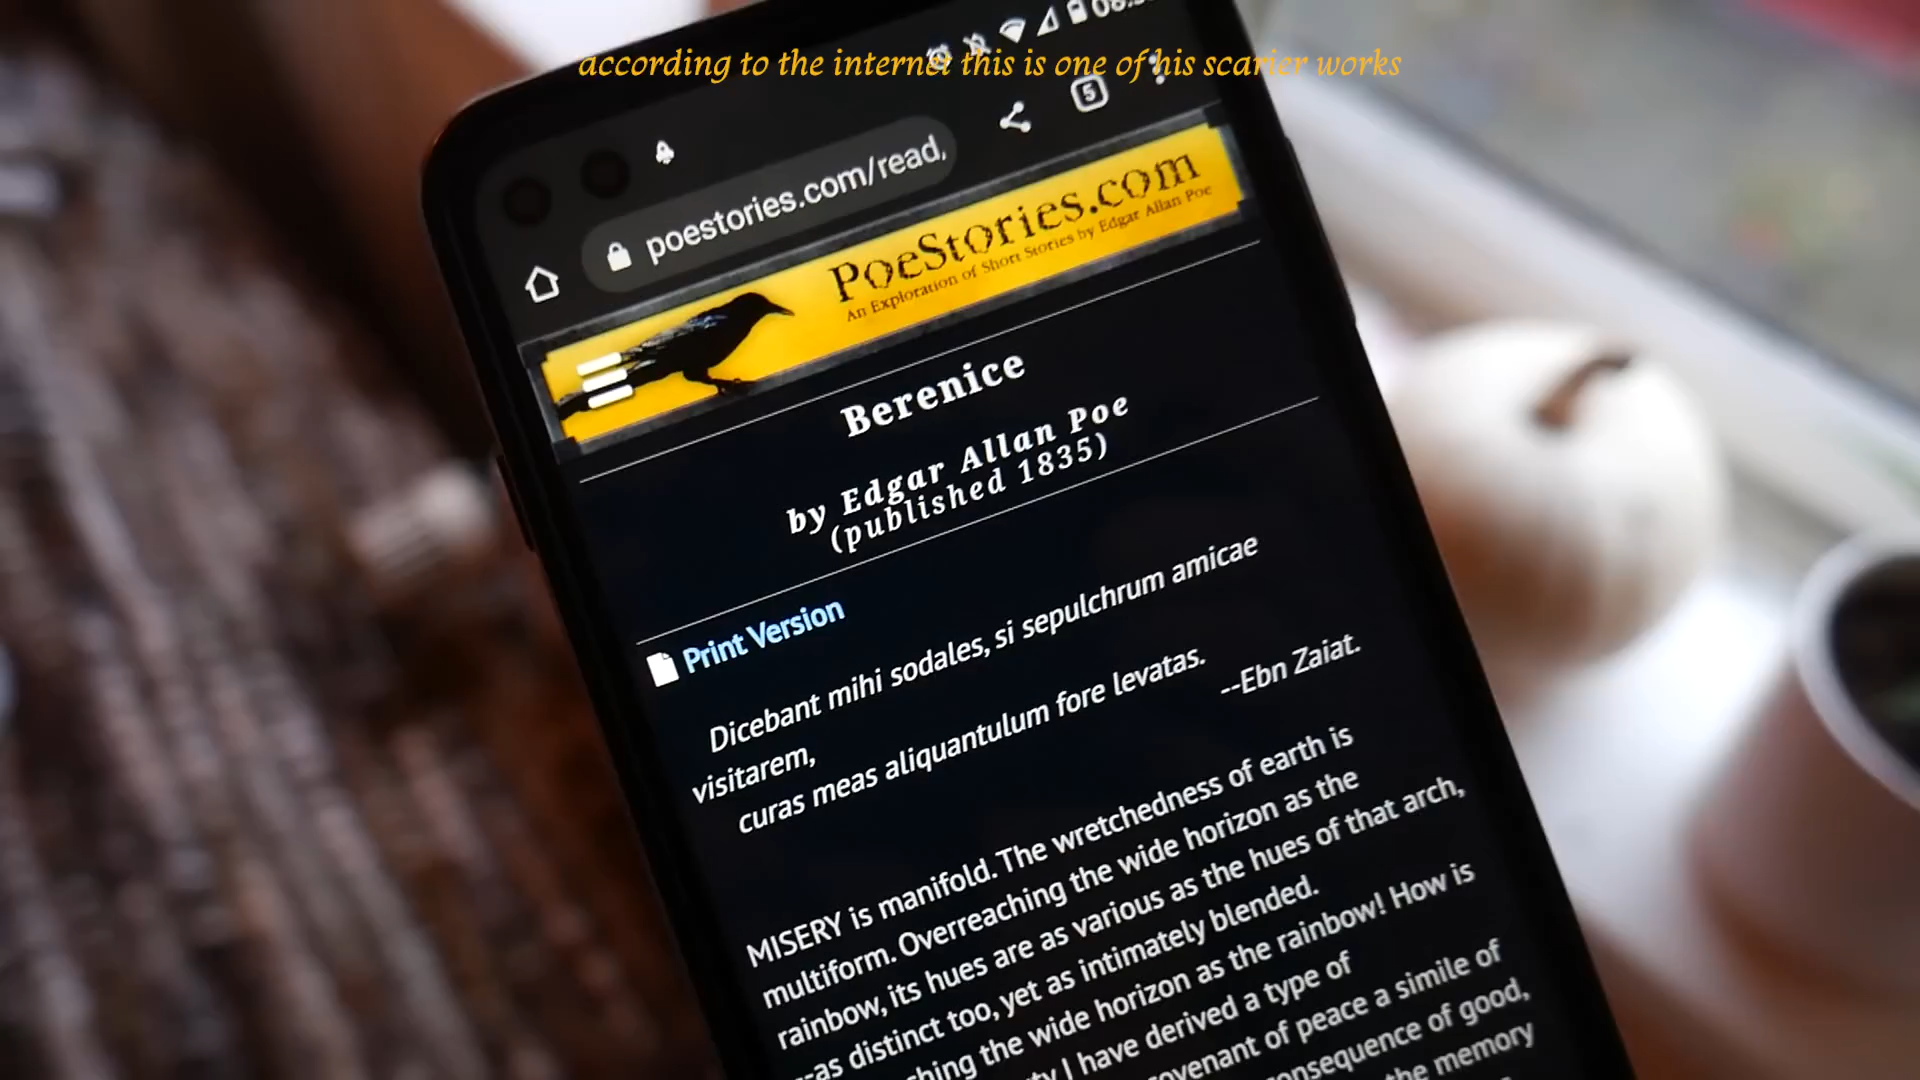 according to the internet this is one of his scarier works
5
poestories.com/read,
PoeStories.com
An Exploration of Short Stories by Edgar Allan Poe
Berenice
by Edgar Allan Poe
(published 1835)
Print Version
Dicebant mihi sodales, si sepulchrum amicae
visitarem,
curas meas aliquantulum fore levatas.
--Ebn Zaiat.
MISERY is manifold. The wretchedness of earth is
multiform. Overreaching the wide horizon as the
rainbow, its hues are as various as the hues of that arch,
--as distinct too, yet as intimately blended.
ching the wide horizon as the rainbow! How is
ty I have derived a type of
covenant of peace a simile of
onsequence of good,
the memory